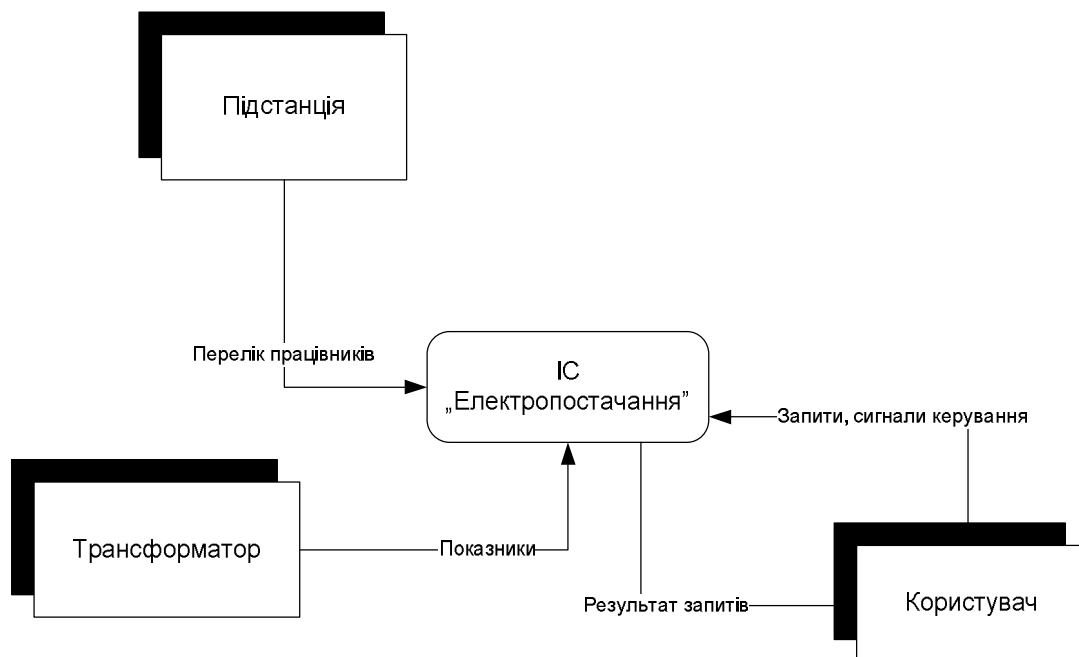 Підстанція
Перелік працівників
ІС
„Електропостачання”
Запити, сигнали керування
Трансформатор
Показники
Результат запитів
Користувач